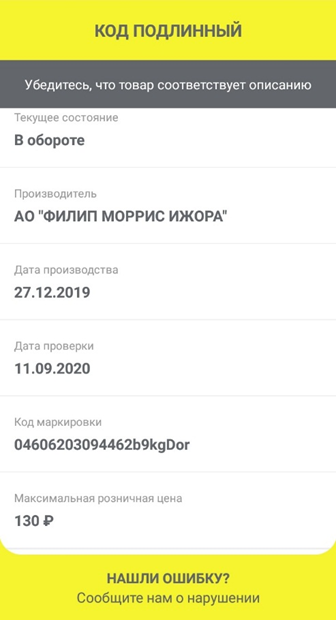 КОД ПОДЛИННЫЙ
Убедитесь, что товар соответствует описанию
Текущее состояние
В обороте
Производитель
АО "ФИЛИП МОРРИС ИЖОРА"
Дата производства
27.12.2019
Дата проверки
11.09.2020
Код маркировки
04606203094462b9kgDor
Максимальная розничная цена
130 ₽
НАШЛИ ОШИБКУ?
Сообщите нам о нарушении